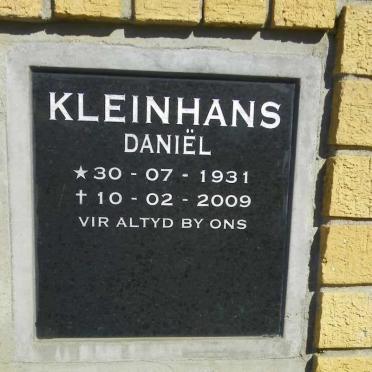 KLEINHANS
DANIËL
★ 30 - 07 - 1931
✝ 10 - 02 - 2009
VIR ALTYD BY ONS